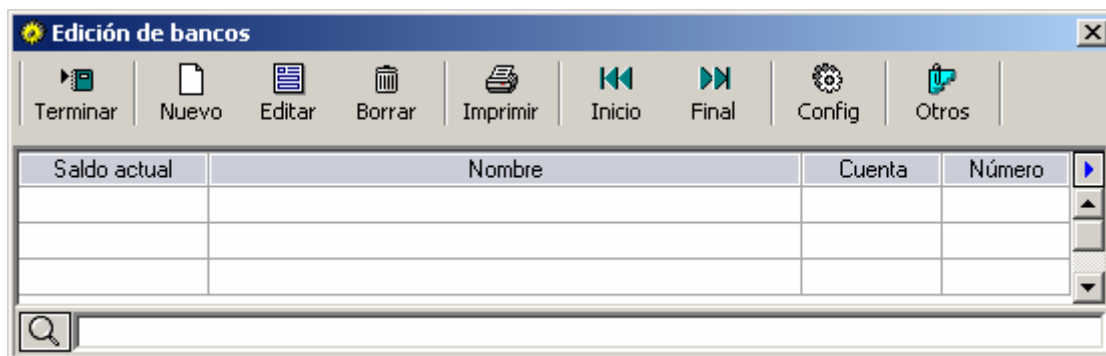 Edición de bancos
Terminar Nuevo Editar Borrar Imprimir Inicio Final Config Otros
Saldo actual Nombre Cuenta Número